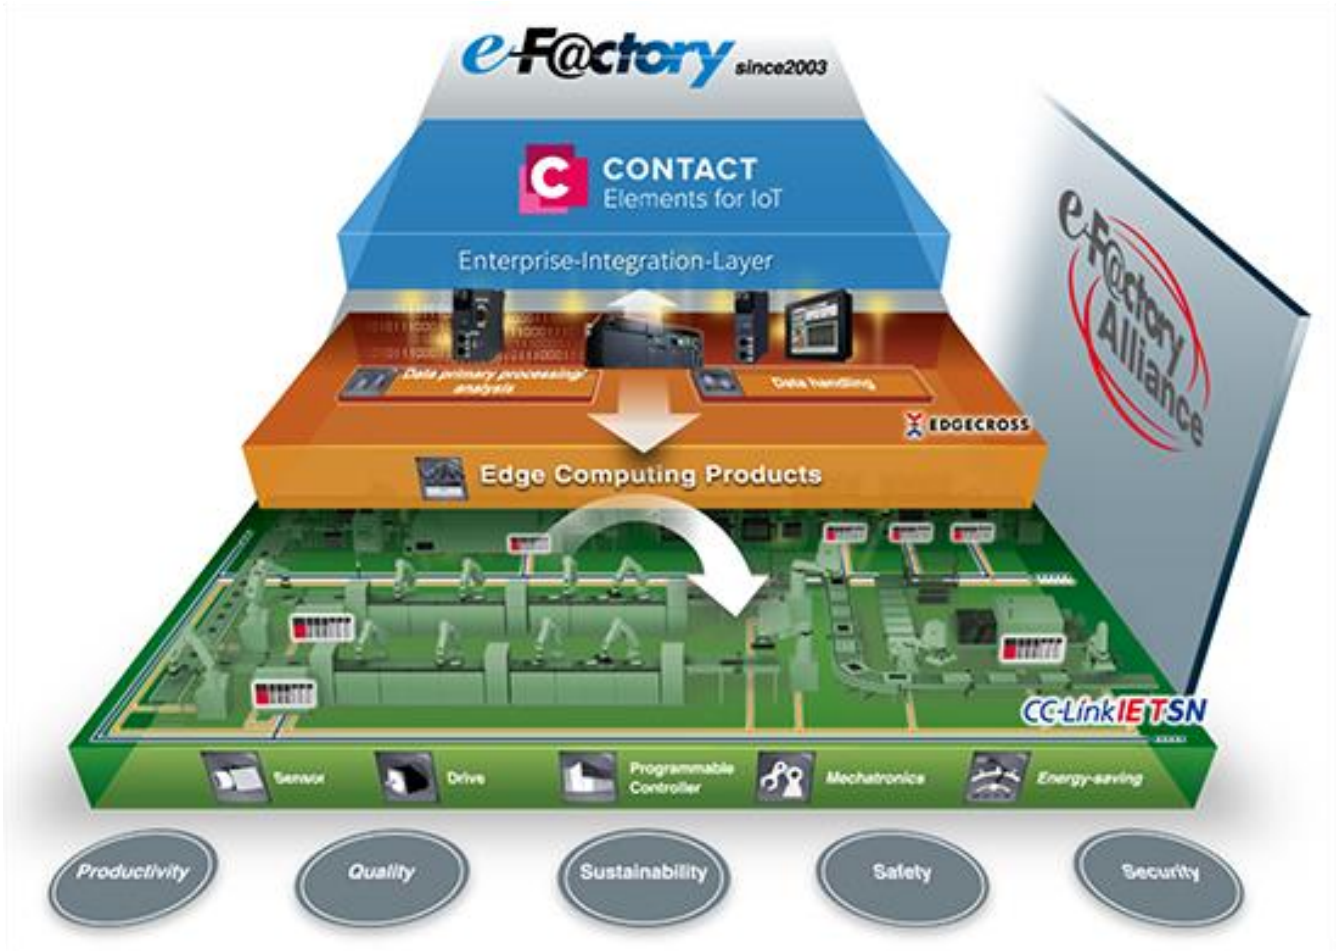 e-F@ctory since2003
C CONTACT
Elements for IoT
Enterprise-Integration-Layer
Data primary processing/
analysis
Data handling
EDGECROSS
Edge Computing Products
e-F@ctory
Alliance
CC-Link IE TSN
Sensor
Drive
Programmable
Controller
Mechatronics
Energy-saving
Productivity
Quality
Sustainability
Safety
Security